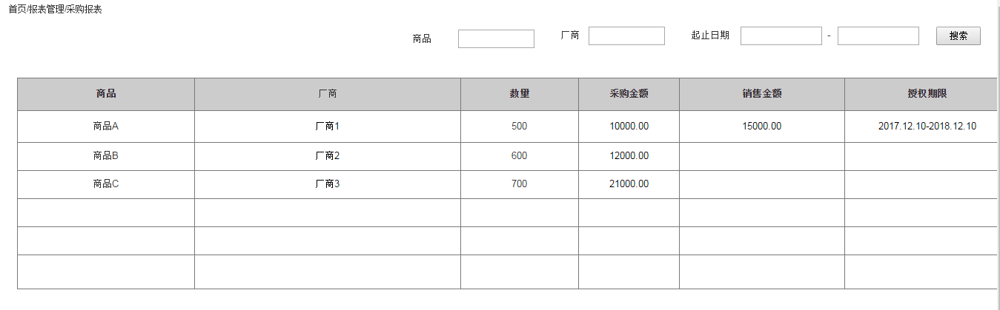 首页/报表管理/采购报表
商品 厂商 起止日期 - 搜索
商品 厂商 数量 采购金额 销售金额 授权期限
商品A 厂商1 500 10000.00 15000.00 2017.12.10-2018.12.10
商品B 厂商2 600 12000.00
商品C 厂商3 700 21000.00